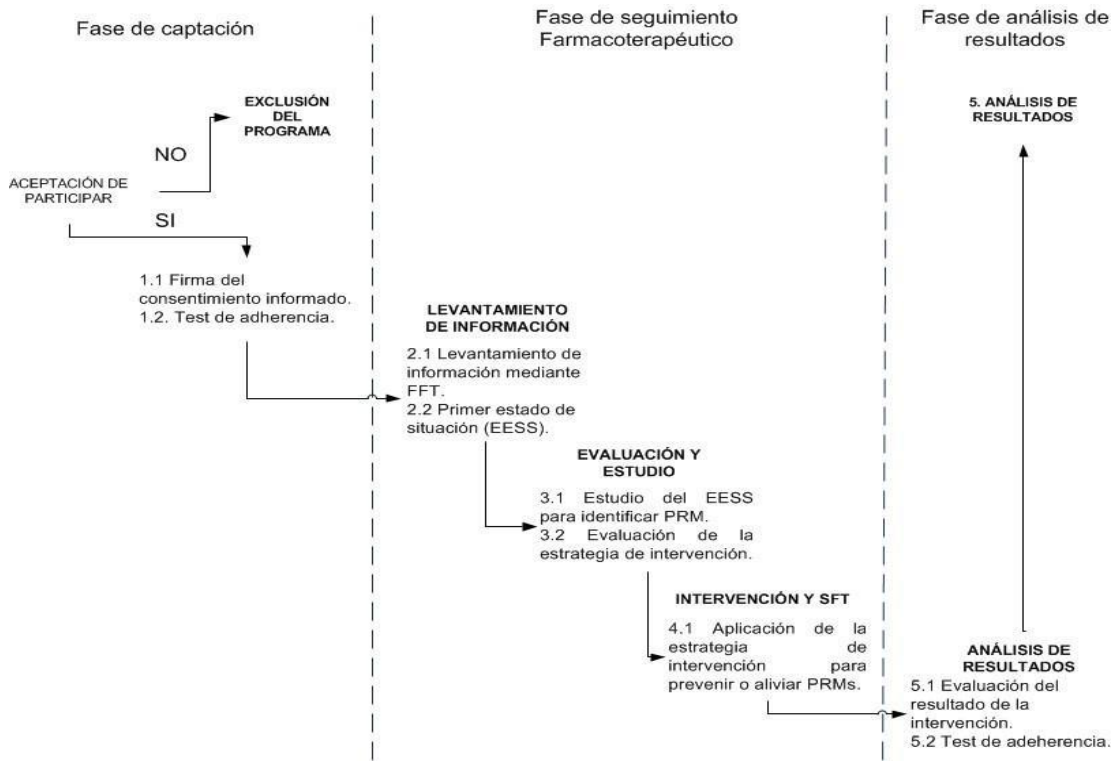 Fase de captación
Fase de seguimiento
Farmacoterapéutico
Fase de análisis de
resultados
EXCLUSIÓN
DEL
PROGRAMA
NO
ACEPTACIÓN DE
PARTICIPAR
SI
1.1 Firma del
consentimiento informado.
1.2. Test de adherencia.
LEVANTAMIENTO
DE INFORMACIÓN
2.1 Levantamiento de
información mediante
FFT.
2.2 Primer estado de
situación (EESS).
EVALUACIÓN Y
ESTUDIO
3.1 Estudio del EESS
para identificar PRM.
3.2 Evaluación de la
estrategia de intervención.
INTERVENCIÓN Y SFT
4.1 Aplicación de la
estrategia de
intervención para
prevenir o aliviar PRMs.
5. ANÁLISIS DE
RESULTADOS
ANÁLISIS DE
RESULTADOS
5.1 Evaluación del
resultado de la
intervención.
5.2 Test de adeherencia.